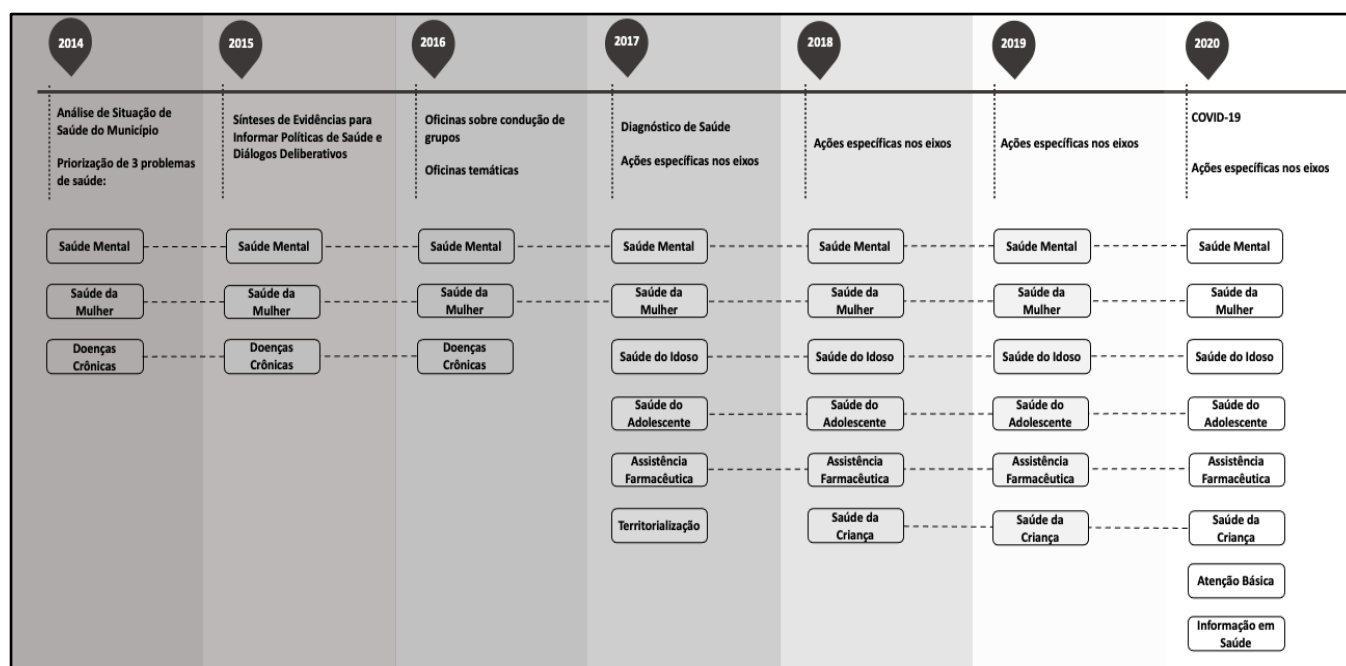 2014
2015
2016
2017
2018
2019
2020
Análise de Situação de
Saúde do Município
Priorização de 3 problemas
de saúde:
Sínteses de Evidências para
Informar Políticas de Saúde e
Diálogos Deliberativos
Oficinas sobre condução de
grupos
Oficinas temáticas
Diagnóstico de Saúde
Ações específicas nos eixos
Ações específicas nos eixos
Ações específicas nos eixos
COVID-19
Ações específicas nos eixos
Saúde Mental
Saúde Mental
Saúde Mental
Saúde Mental
Saúde Mental
Saúde Mental
Saúde Mental
Saúde da
Mulher
Saúde da
Mulher
Saúde da
Mulher
Saúde da
Mulher
Saúde da
Mulher
Saúde da
Mulher
Saúde da
Mulher
Doenças
Crônicas
Doenças
Crônicas
Doenças
Crônicas
Saúde do Idoso
Saúde do Idoso
Saúde do Idoso
Saúde do Idoso
Saúde do
Adolescente
Saúde do
Adolescente
Saúde do
Adolescente
Saúde do
Adolescente
Assistência
Farmacêutica
Assistência
Farmacêutica
Assistência
Farmacêutica
Assistência
Farmacêutica
Territorialização
Saúde da
Criança
Saúde da
Criança
Saúde da
Criança
Atenção Básica
Informação em
Saúde